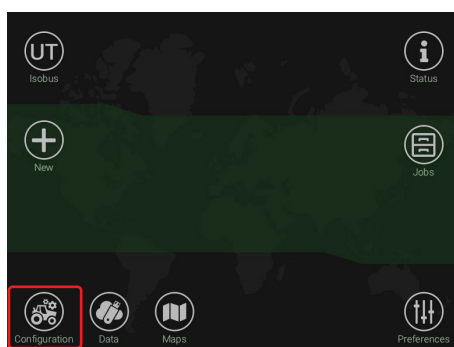 UT
Isobus
Status
New
Jobs
Configuration
Data
Maps
Preferences